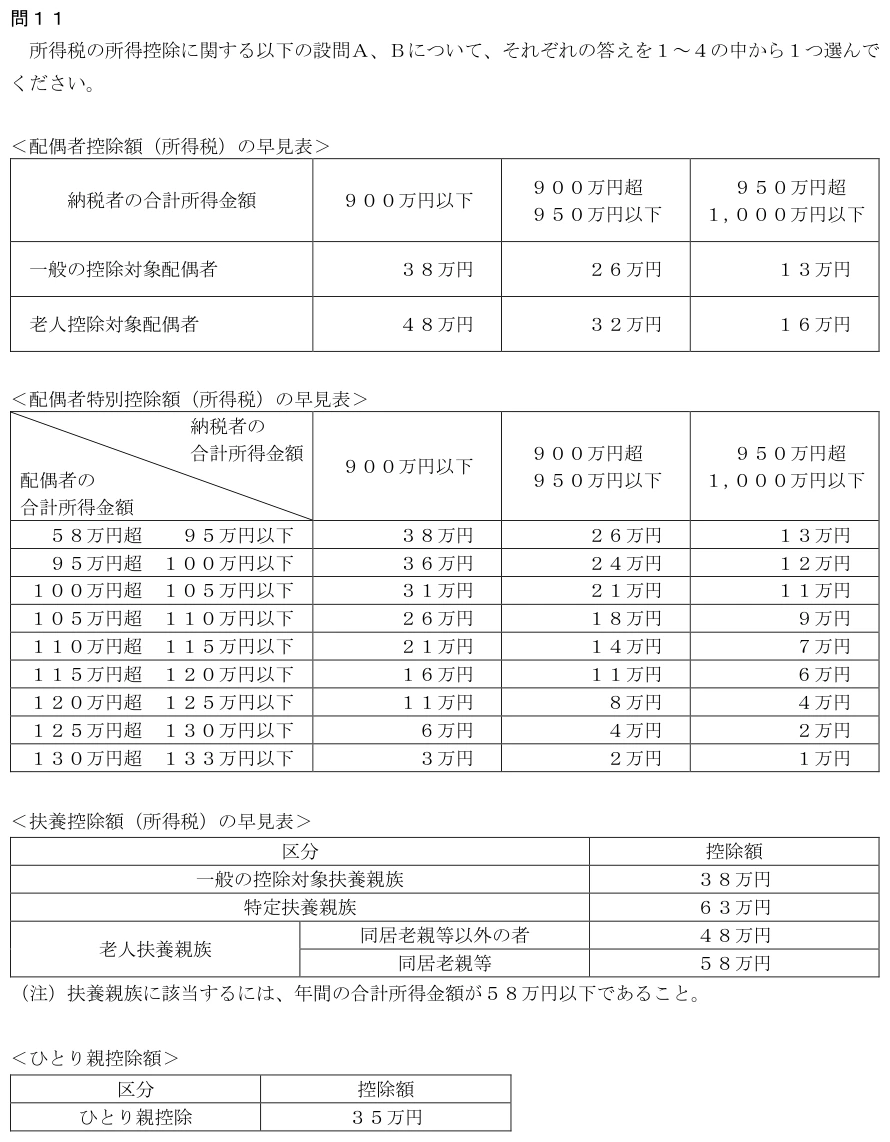 問１１
所得税の所得控除に関する以下の設問Ａ、Ｂについて、それぞれの答えを１～４の中から１つ選んで
ください。
＜配偶者控除額（所得税）の早見表＞
納税者の合計所得金額 ９００万円以下 ９００万円超 ９５０万円以下 ９５０万円超 １,０００万円以下
一般の控除対象配偶者 ３８万円 ２６万円 １３万円
老人控除対象配偶者 ４８万円 ３２万円 １６万円
＜配偶者特別控除額（所得税）の早見表＞
納税者の
合計所得金額
配偶者の
合計所得金額
９００万円以下 ９００万円超 ９５０万円以下 ９５０万円超 １,０００万円以下
５８万円超 ９５万円以下 ３８万円 ２６万円 １３万円
９５万円超 １００万円以下 ３６万円 ２４万円 １２万円
１００万円超 １０５万円以下 ３１万円 ２１万円 １１万円
１０５万円超 １１０万円以下 ２６万円 １８万円 ９万円
１１０万円超 １１５万円以下 ２１万円 １４万円 ７万円
１１５万円超 １２０万円以下 １６万円 １１万円 ６万円
１２０万円超 １２５万円以下 １１万円 ８万円 ４万円
１２５万円超 １３０万円以下 ６万円 ４万円 ２万円
１３０万円超 １３３万円以下 ３万円 ２万円 １万円
＜扶養控除額（所得税）の早見表＞
区分 控除額
一般の控除対象扶養親族 ３８万円
特定扶養親族 ６３万円
老人扶養親族 同居老親等以外の者 ４８万円
同居老親等 ５８万円
（注）扶養親族に該当するには、年間の合計所得金額が５８万円以下であること。
＜ひとり親控除額＞
区分 控除額
ひとり親控除 ３５万円